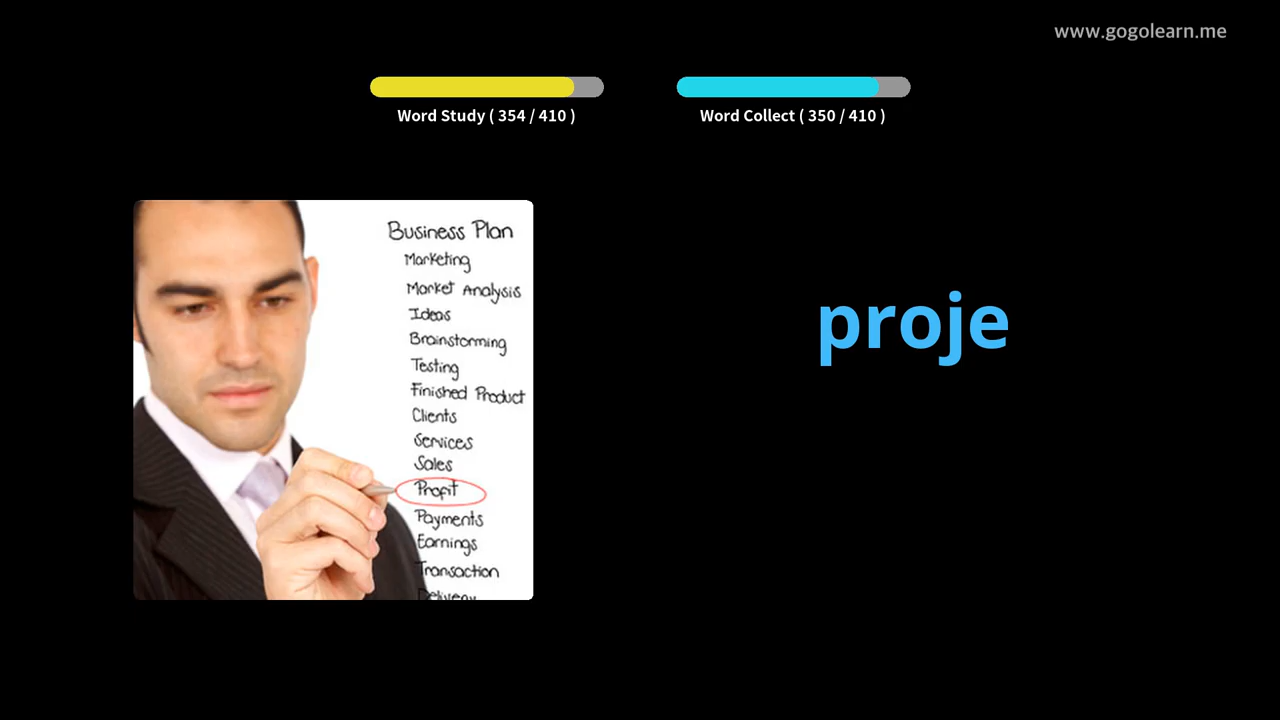 www.gogolearn.me
Word Study ( 354 / 410 )
Word Collect ( 350 / 410 )
Business Plan
Marketing
Market Analysis
Ideas
Brainstorming
Testing
Finished Product
Clients
Services
Sales
Profit
Payments
Earnings
Transaction
Delivery
proje